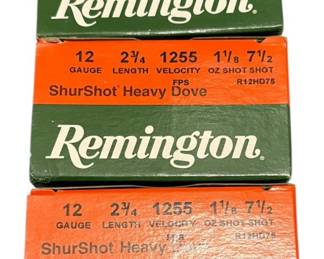 Remington.
12 2¾ 1255 1⅛ 7½
GAUGE LENGTH VELOCITY OZ SHOT SHOT
FPS R12HD75
ShurShot® Heavy Dove
Remington.
12 2¾ 1255 1⅛ 7½
GAUGE LENGTH VELOCITY OZ SHOT SHOT
R12HD75
ShurShot® Heavy
Remington.